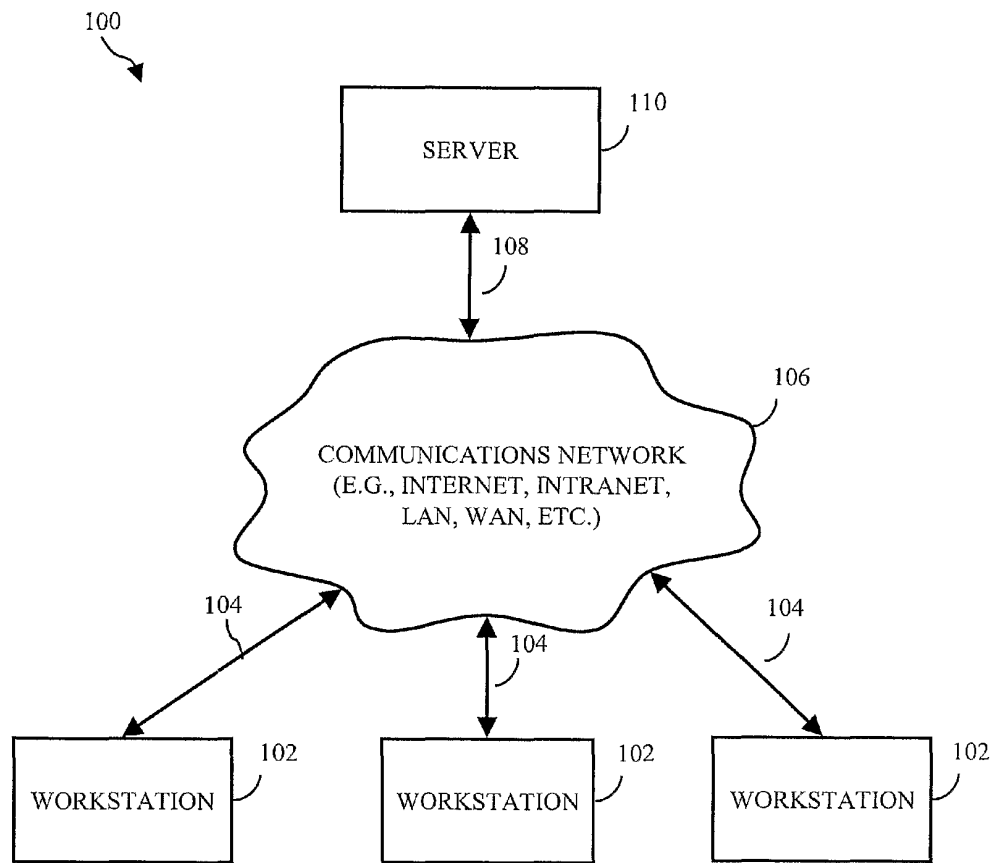 100
110
SERVER
108
106
COMMUNICATIONS NETWORK
(E.G., INTERNET, INTRANET,
LAN, WAN, ETC.)
104
104
104
102
102
102
WORKSTATION
WORKSTATION
WORKSTATION